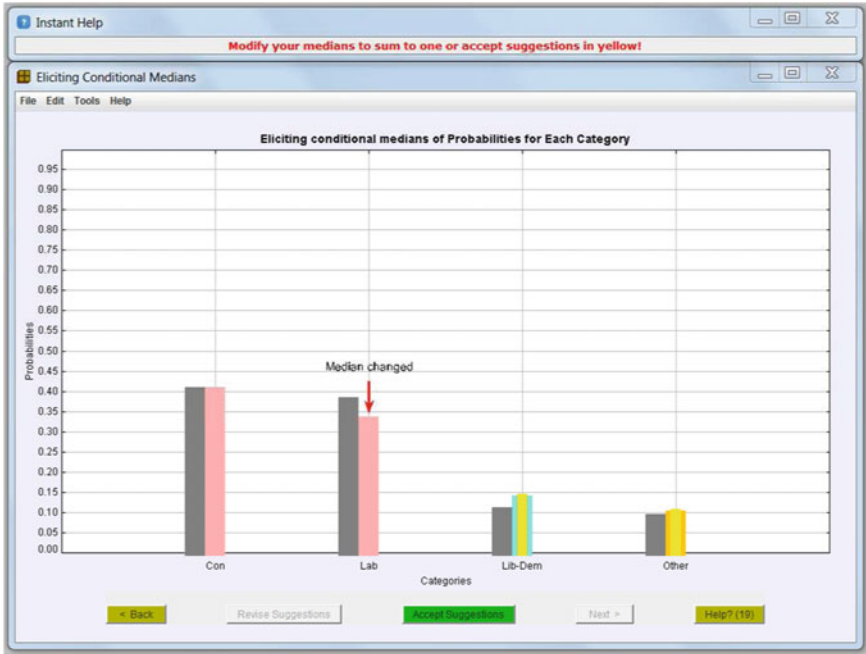 Instant Help
Modify your medians to sum to one or accept suggestions in yellow!
Eliciting Conditional Medians
File Edit Tools Help
Eliciting conditional medians of Probabilities for Each Category
0.95
0.90
0.85
0.80
0.75
0.70
0.65
0.60
0.55
0.50
0.45
0.40
0.35
0.30
0.25
0.20
0.15
0.10
0.05
0.00
Probabilities
Median changed
Con Lab Lib-Dem Other
Categories
< Back Revise Suggestions Accept Suggestions Next > Help? (19)